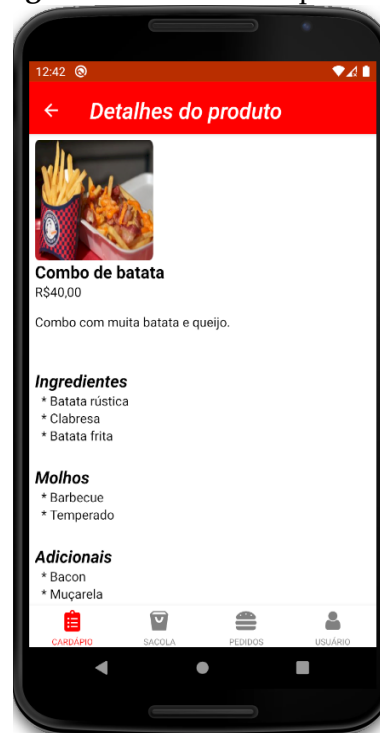 12:42
Detalhes do produto
Combo de batata
R$40,00
Combo com muita batata e queijo.
Ingredientes
* Batata rústica
* Clabresa
* Batata frita
Molhos
* Barbecue
* Temperado
Adicionais
* Bacon
* Muçarela
CARDÁPIO SACOLA PEDIDOS USUÁRIO